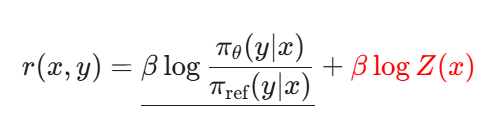 r(x, y) = β log π_θ(y|x) / π_ref(y|x) + β log Z(x)